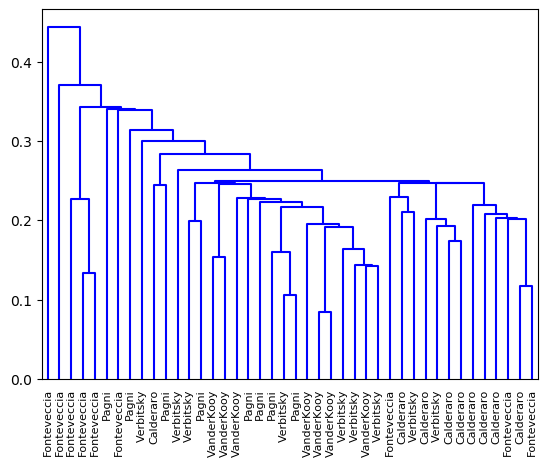 0.4
0.3
0.2
0.1
0.0
Fonteveccia
Fonteveccia
Fonteveccia
Fonteveccia
Fonteveccia
Pagni
Fonteveccia
Pagni
Verbitsky
Calderaro
Pagni
Verbitsky
Verbitsky
Pagni
VanderKooy
VanderKooy
VanderKooy
Pagni
Pagni
Pagni
Verbitsky
Pagni
VanderKooy
VanderKooy
VanderKooy
Verbitsky
Verbitsky
VanderKooy
Verbitsky
Fonteveccia
Calderaro
Verbitsky
Calderaro
Verbitsky
Calderaro
Calderaro
Calderaro
Calderaro
Calderaro
Fonteveccia
Calderaro
Fonteveccia